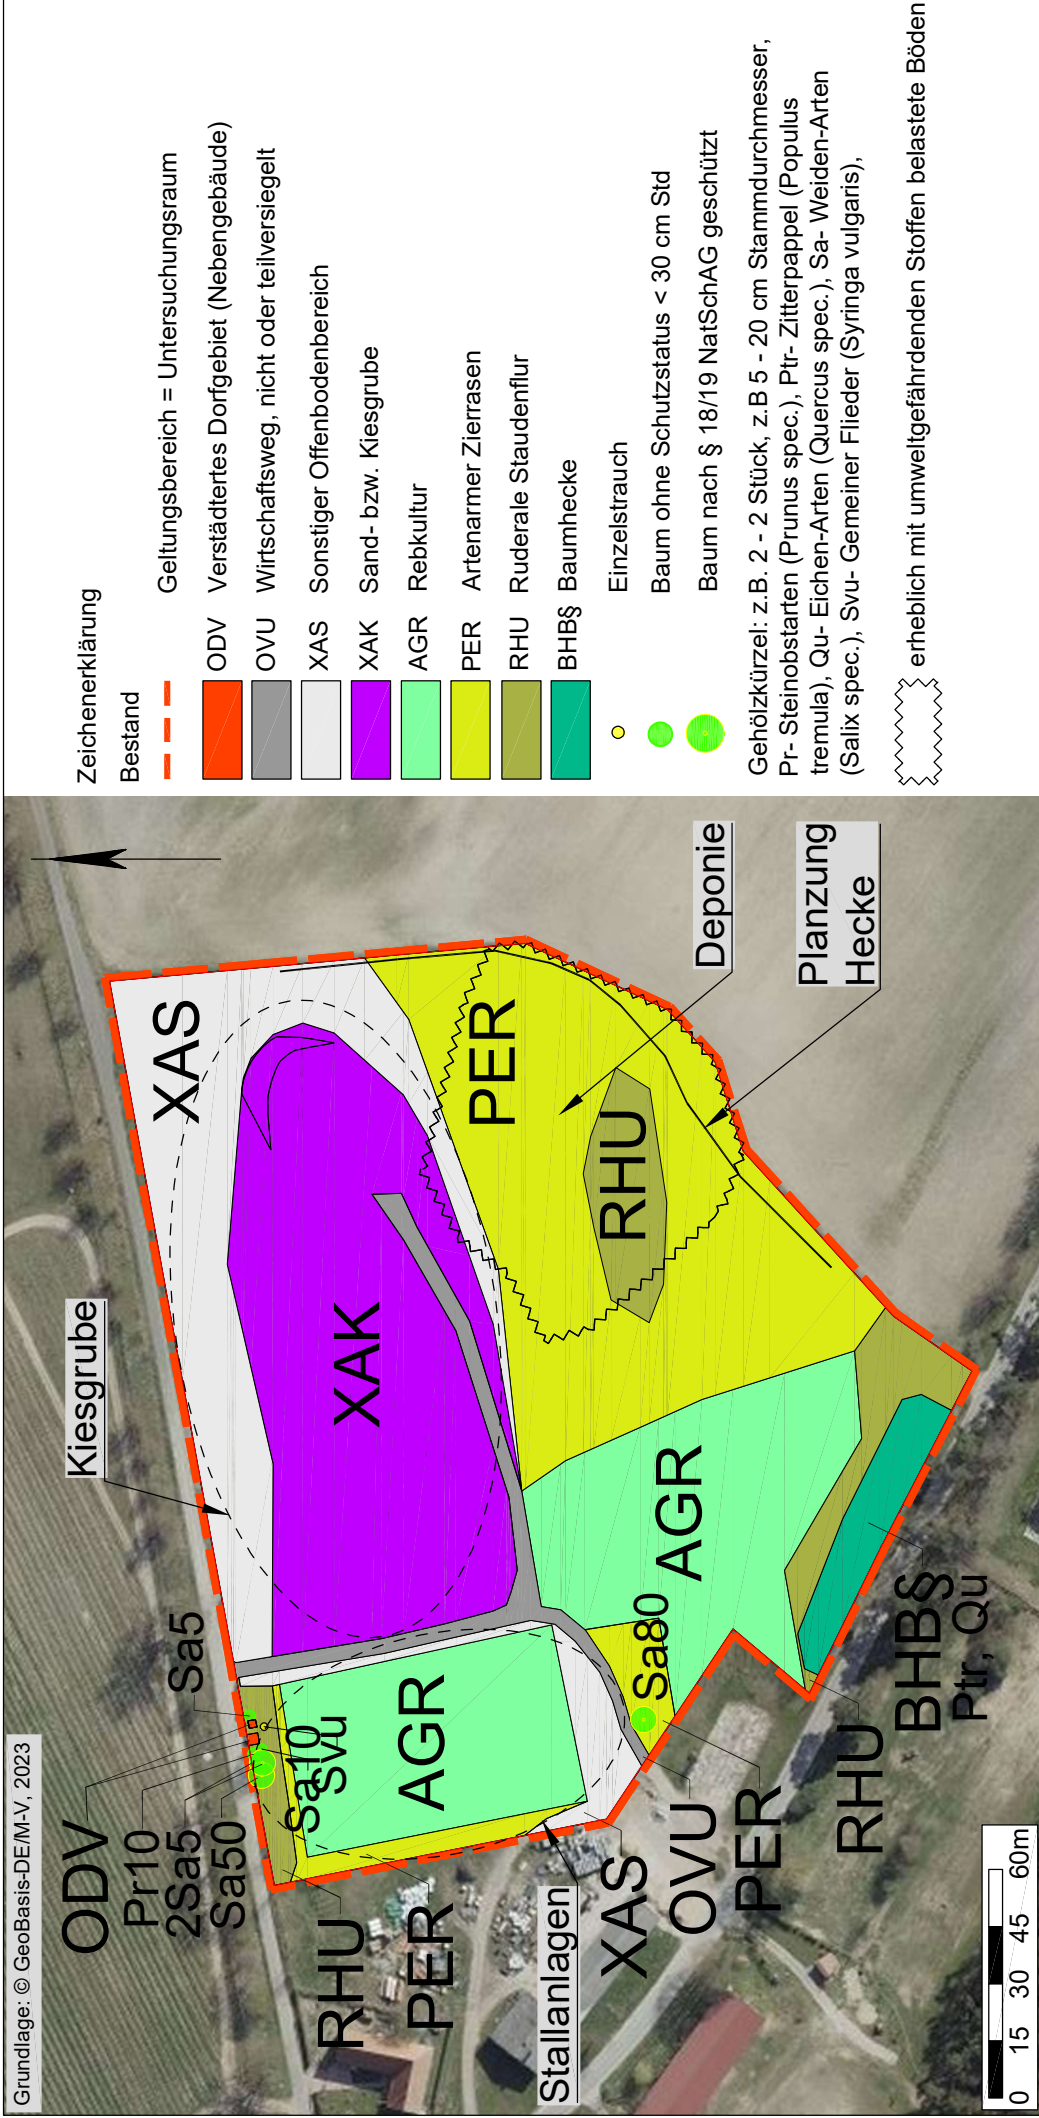 Grundlage: © GeoBasis-DE/M-V, 2023
ODV
Pr10
2Sa5
Sa50
Sa5
Kiesgrube
XAS
XAK
Sa10
Svu
AGR
RHU
PER
Stallanlagen
XAS
OVU
PER
Sa80
AGR
PER
RHU
Deponie
Planzung
Hecke
RHU
BHB§
Ptr, Qu
0 15 30 45 60m
Zeichenerklärung
Bestand
Geltungsbereich = Untersuchungsraum
ODV Verstädtertes Dorfgebiet (Nebengebäude)
OVU Wirtschaftsweg, nicht oder teilversiegelt
XAS Sonstiger Offenbodenbereich
XAK Sand- bzw. Kiesgrube
AGR Rebkultur
PER Artenarmer Zierrasen
RHU Ruderale Staudenflur
BHB§ Baumhecke
Einzelstrauch
Baum ohne Schutzstatus < 30 cm Std
Baum nach § 18/19 NatSchAG geschützt
Gehölzkürzel: z.B. 2 - 2 Stück, z.B 5 - 20 cm Stammdurchmesser,
Pr- Steinobstarten (Prunus spec.), Ptr- Zitterpappel (Populus
tremula), Qu- Eichen-Arten (Quercus spec.), Sa- Weiden-Arten
(Salix spec.), Svu- Gemeiner Flieder (Syringa vulgaris),
erheblich mit umweltgefährdenden Stoffen belastete Böden